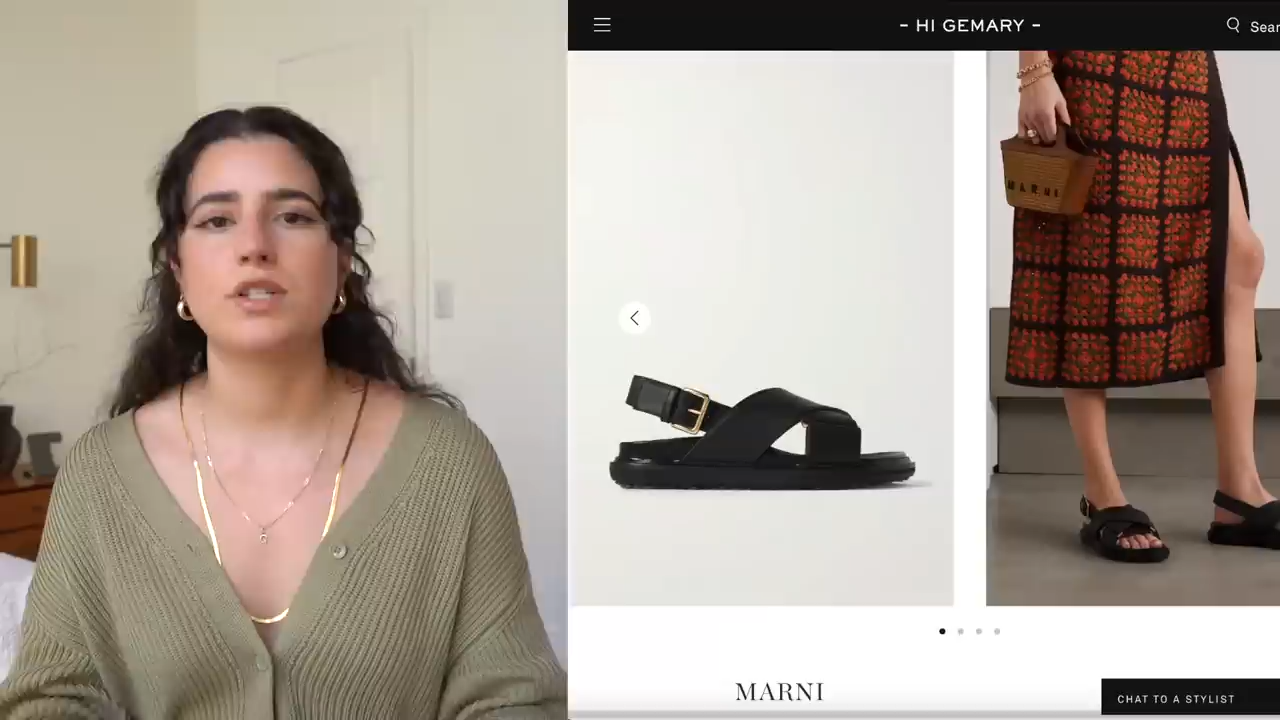 - HI GEMARY -
Sear
MARNI
MARNI
CHAT TO A STYLIST